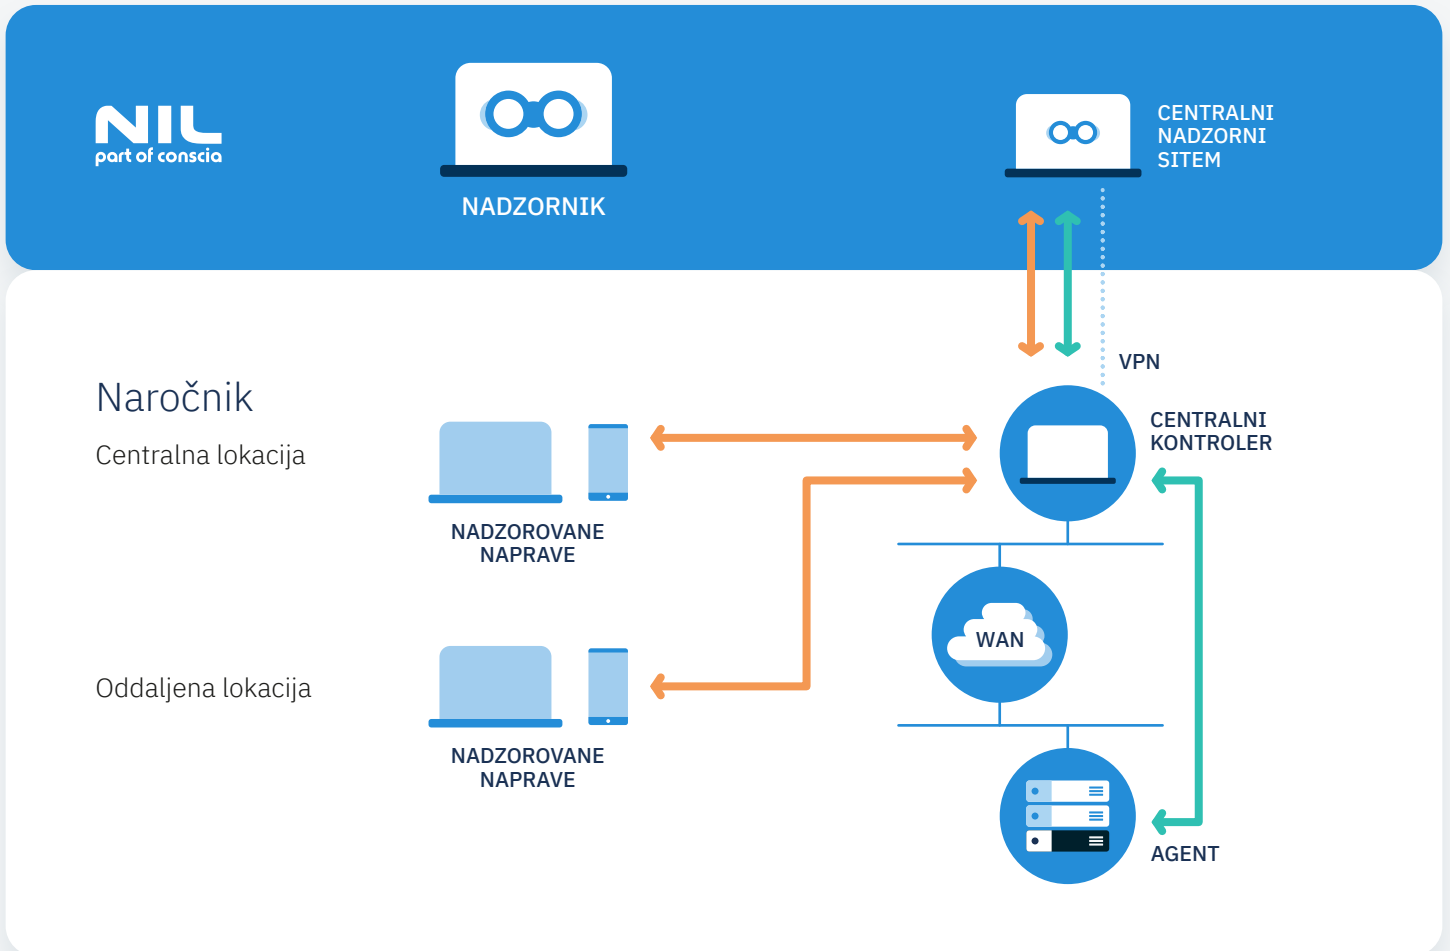 NIL
part of conscia
NADZORNIK
CENTRALNI
NADZORNI
SITEM
VPN
Naročnik
Centralna lokacija
NADZOROVANE
NAPRAVE
CENTRALNI
KONTROLER
WAN
Oddaljena lokacija
NADZOROVANE
NAPRAVE
AGENT